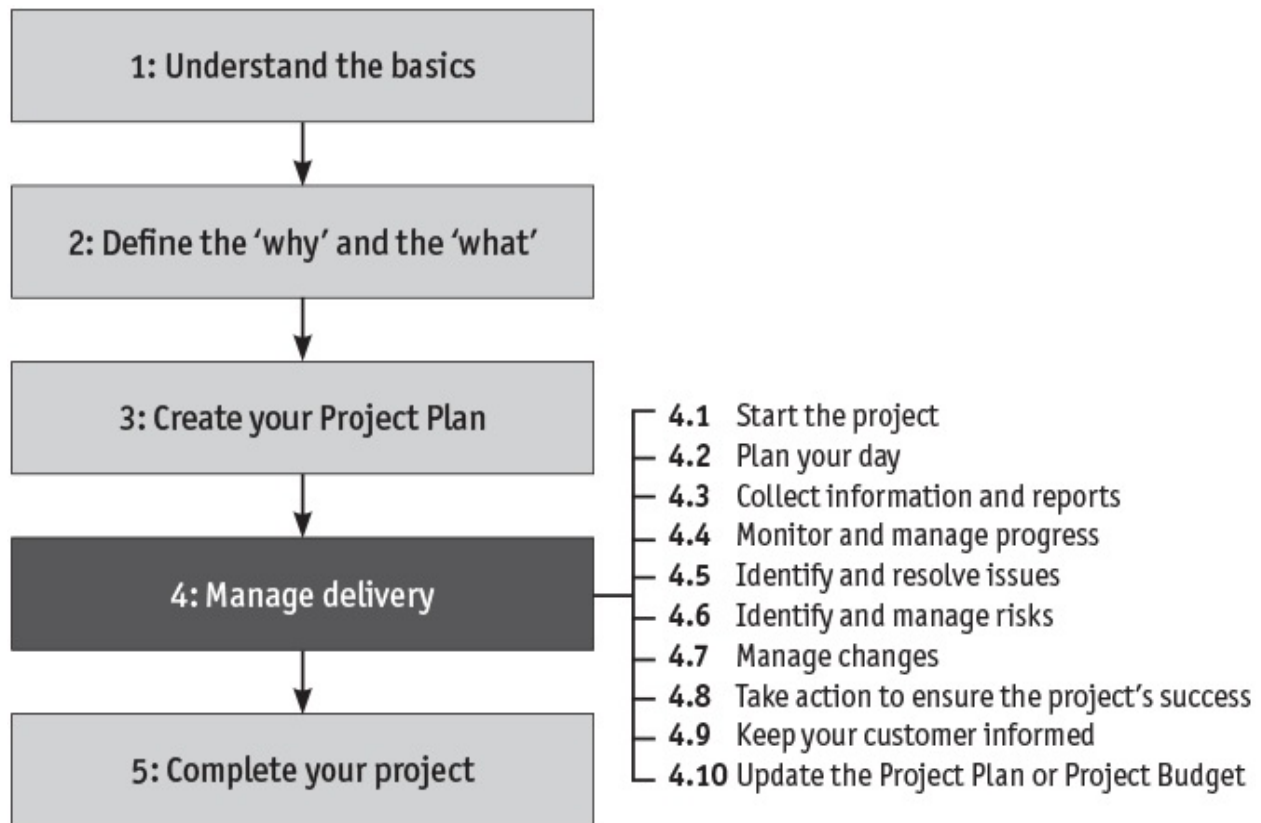 1: Understand the basics
2: Define the ‘why’ and the ‘what’
3: Create your Project Plan
4: Manage delivery
4.1 Start the project
4.2 Plan your day
4.3 Collect information and reports
4.4 Monitor and manage progress
4.5 Identify and resolve issues
4.6 Identify and manage risks
4.7 Manage changes
4.8 Take action to ensure the project’s success
4.9 Keep your customer informed
4.10 Update the Project Plan or Project Budget
5: Complete your project